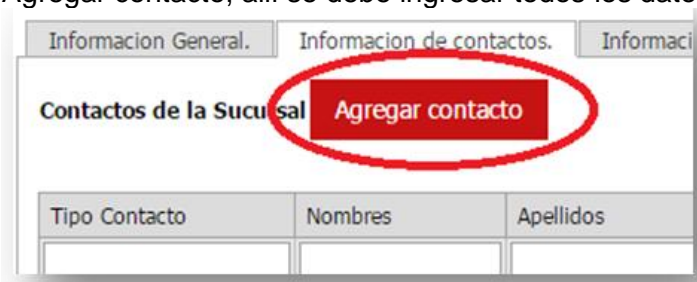 Agregar contacto, allí se debe ingresar todos los
Informacion General. Informacion de contactos.
Contactos de la Sucursal Agregar contacto
Tipo Contacto Nombres Apellidos